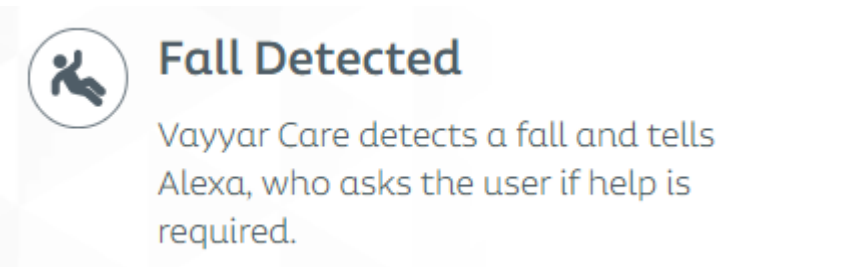 Fall Detected
Vayyar Care detects a fall and tells
Alexa, who asks the user if help is
required.